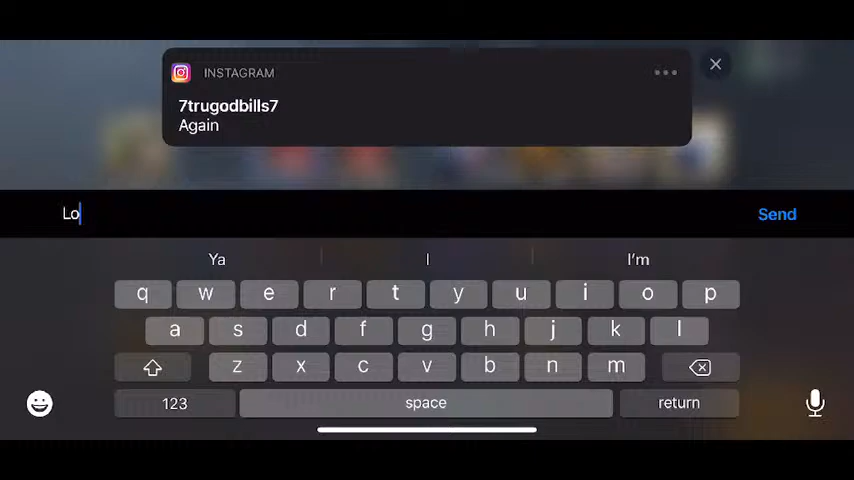 INSTAGRAM
7trugodbills7
Again
Lo
Send
Ya I I'm
q w e r t y u i o p
a s d f g h j k l
z x c v b n m
123 space return